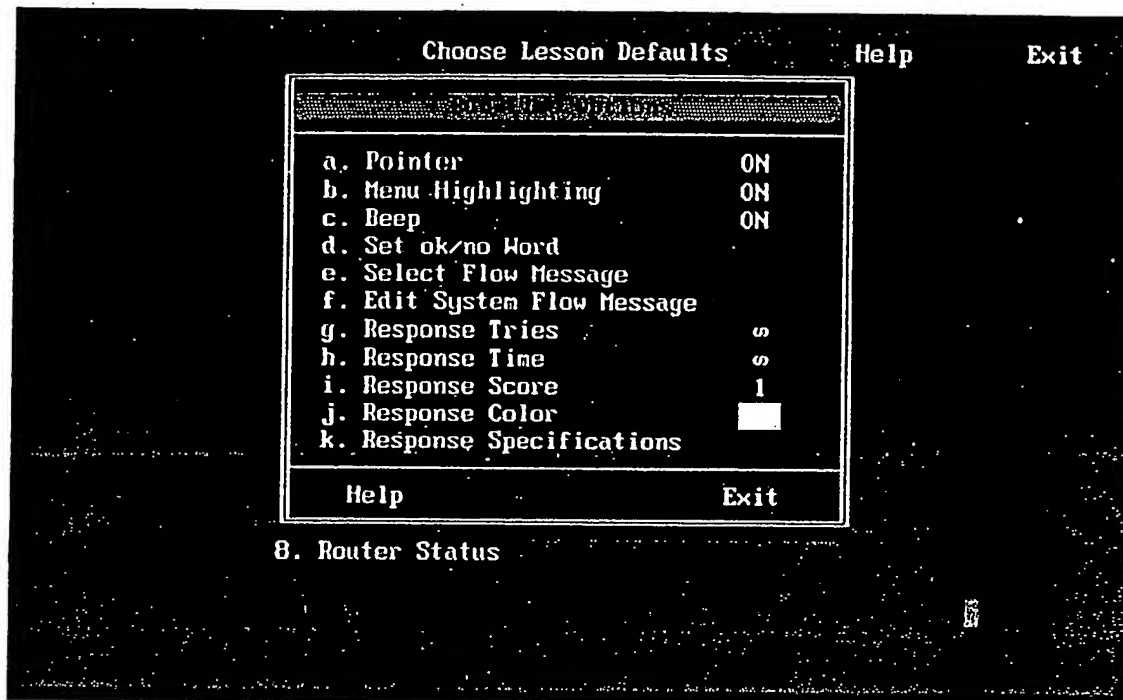 Choose Lesson Defaults Help Exit
a. Pointer ON
b. Menu Highlighting ON
c. Beep ON
d. Set ok/no Word
e. Select Flow Message
f. Edit System Flow Message
g. Response Tries ∞
h. Response Time ∞
i. Response Score 1
j. Response Color
k. Response Specifications
Help Exit
8. Router Status